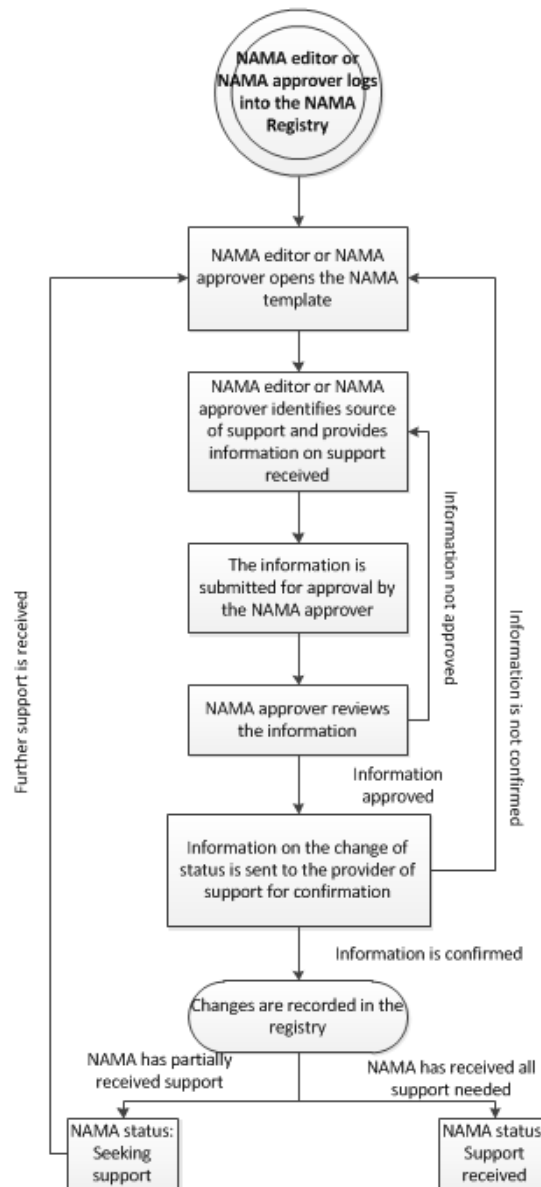 NAMA editor or
NAMA approver logs
into the NAMA
Registry
NAMA editor or NAMA
approver opens the NAMA
template
NAMA editor or NAMA
approver identifies source
of support and provides
information on support
received
The information is
submitted for approval by
the NAMA approver
Information not approved
Information is not confirmed
Further support is received
NAMA approver reviews
the information
Information
approved
Information on the change of
status is sent to the provider of
support for confirmation
Information is confirmed
Changes are recorded in the
registry
NAMA has partially
received support
NAMA has received all
support needed
NAMA status:
Seeking
support
NAMA status:
Support
received